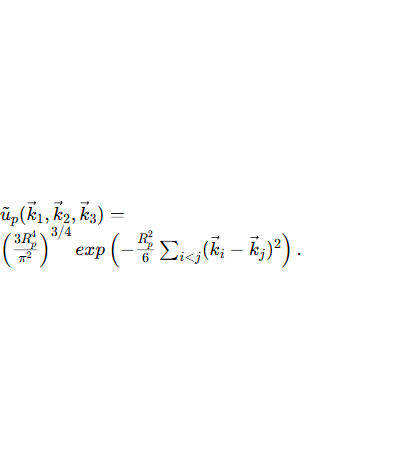 ũ_p(k⃗_1, k⃗_2, k⃗_3) =
(3R_p^4/π^2)^{3/4} exp(−R_p^2/6 ∑_{i<j}(k⃗_i − k⃗_j)^2).